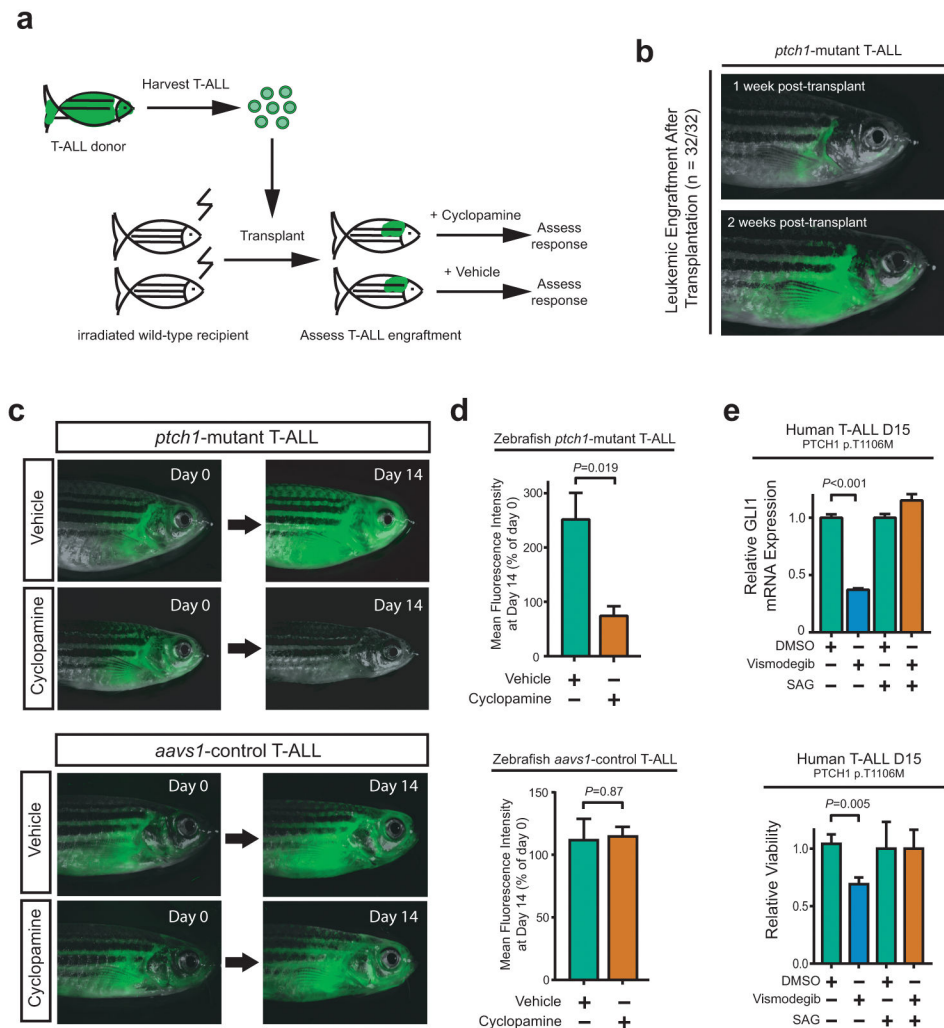 a
Harvest T-ALL
T-ALL donor
Transplant
+ Cyclopamine
Assess
response
+ Vehicle
Assess
response
irradiated wild-type recipient
Assess T-ALL engraftment
b
ptch1-mutant T-ALL
Leukemic Engraftment After
Transplantation (n = 32/32)
1 week post-transplant
2 weeks post-transplant
c
ptch1-mutant T-ALL
Vehicle
Day 0
Day 14
Cyclopamine
Day 0
Day 14
aavs1-control T-ALL
Vehicle
Day 0
Day 14
Cyclopamine
Day 0
Day 14
d
Zebrafish ptch1-mutant T-ALL
P=0.019
Mean Fluorescence Intensity
at Day 14 (% of day 0)
300
200
100
0
Vehicle + –
Cyclopamine – +
Zebrafish aavs1-control T-ALL
P=0.87
Mean Fluorescence Intensity
at Day 14 (% of day 0)
150
100
50
0
Vehicle + –
Cyclopamine – +
e
Human T-ALL D15
PTCH1 p.T1106M
P<0.001
Relative GLI1
mRNA Expression
1.0
0.5
0
DMSO + – + –
Vismodegib – + – +
SAG – – + +
Human T-ALL D15
PTCH1 p.T1106M
P=0.005
Relative Viability
1.0
0.5
0.0
DMSO + – + –
Vismodegib – + – +
SAG – – + +